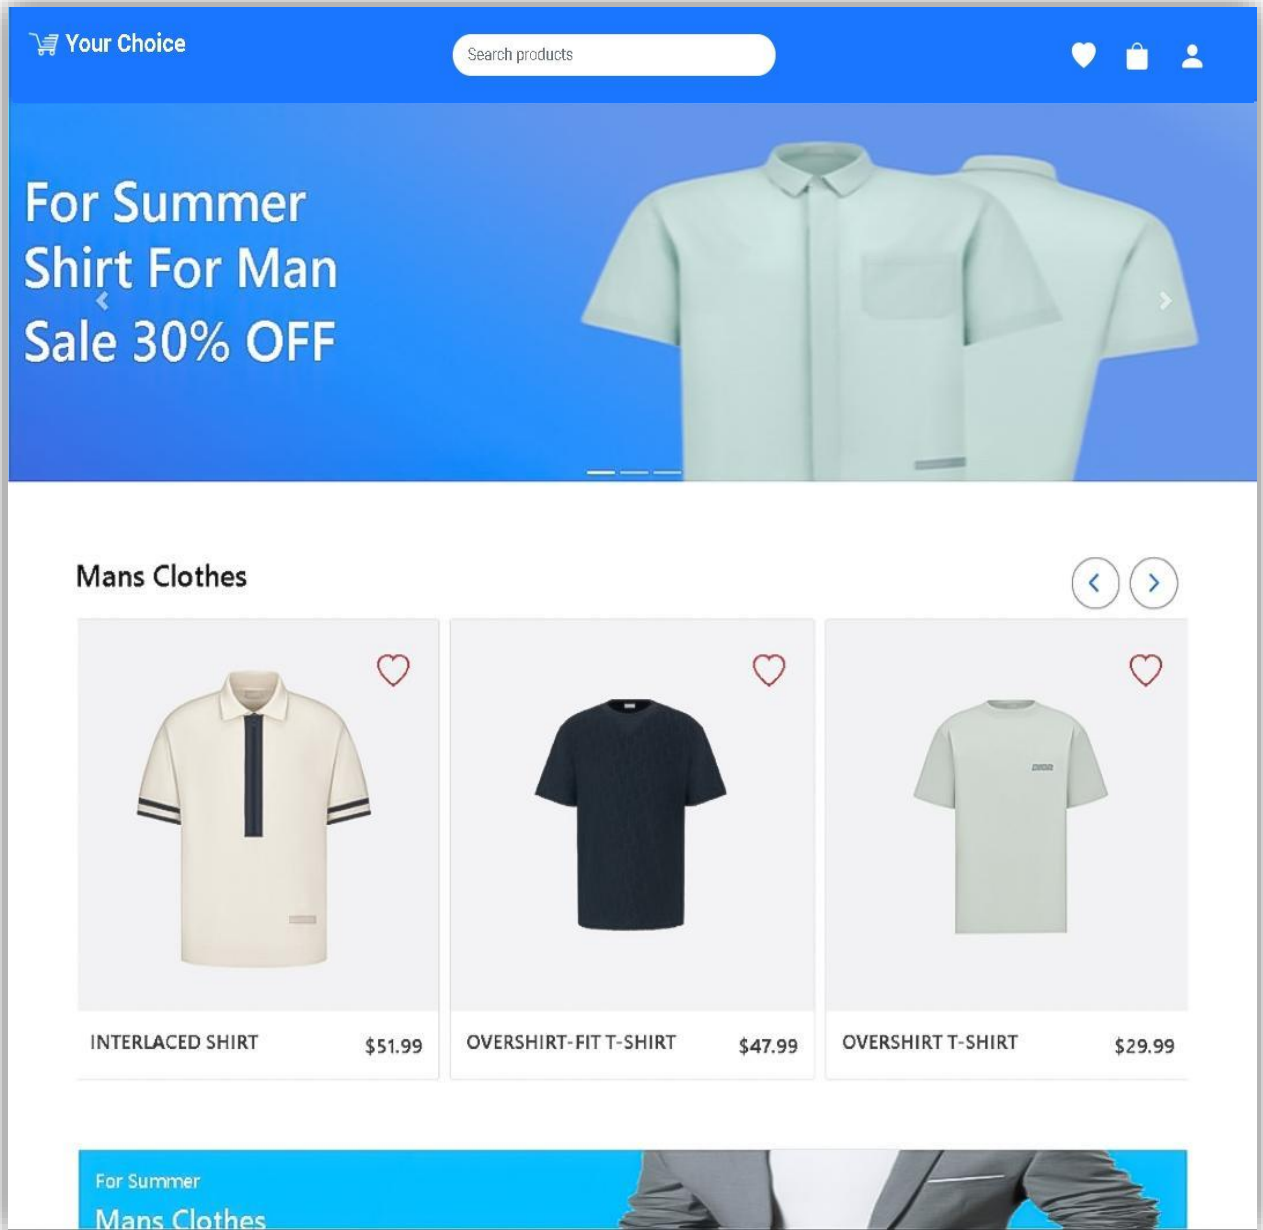 Your Choice
Search products
For Summer
Shirt For Man
Sale 30% OFF
Mans Clothes
INTERLACED SHIRT
$51.99
OVERSHIRT-FIT T-SHIRT
$47.99
OVERSHIRT T-SHIRT
$29.99
For Summer
Mans Clothes